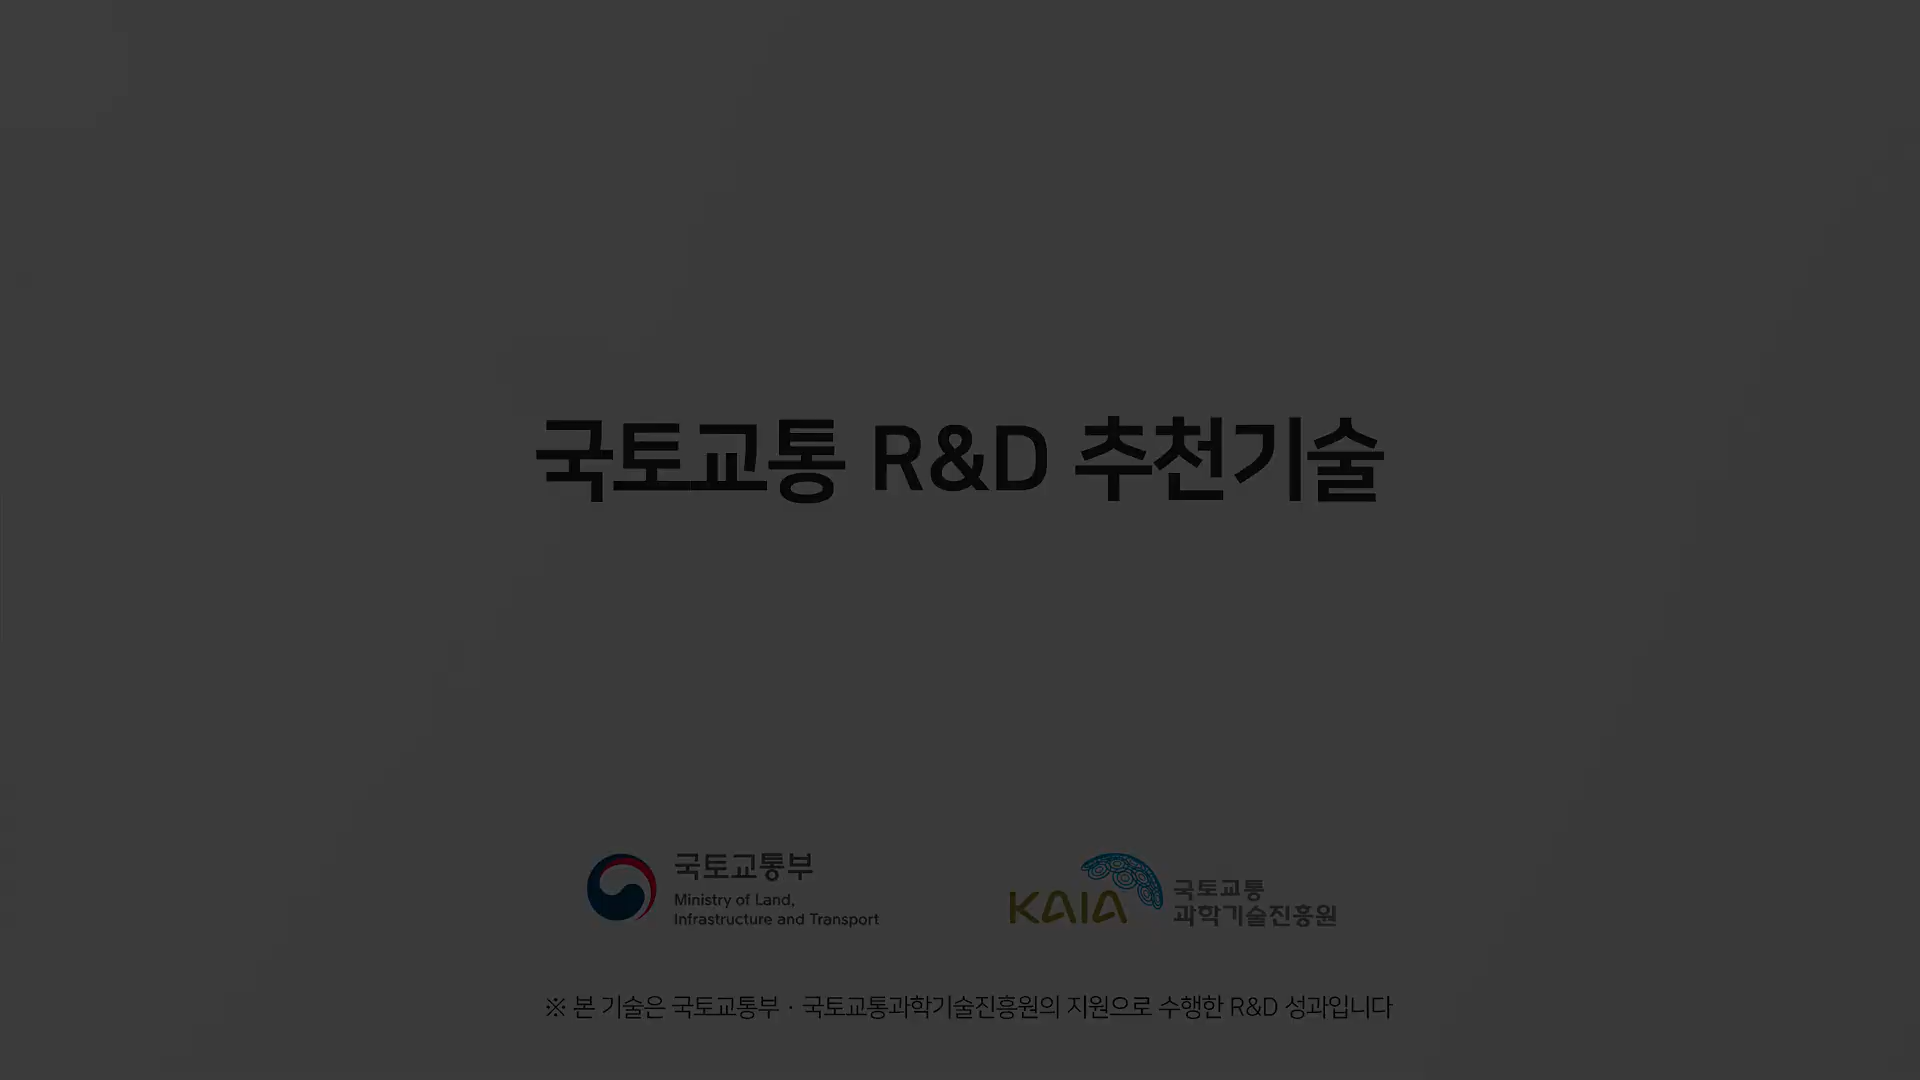 국토교통 R&D 추천기술
국토교통부
Ministry of Land,
Infrastructure and Transport
KAIA
국토교통
과학기술진흥원
※ 본 기술은 국토교통부 · 국토교통과학기술진흥원의 지원으로 수행한 R&D 성과입니다